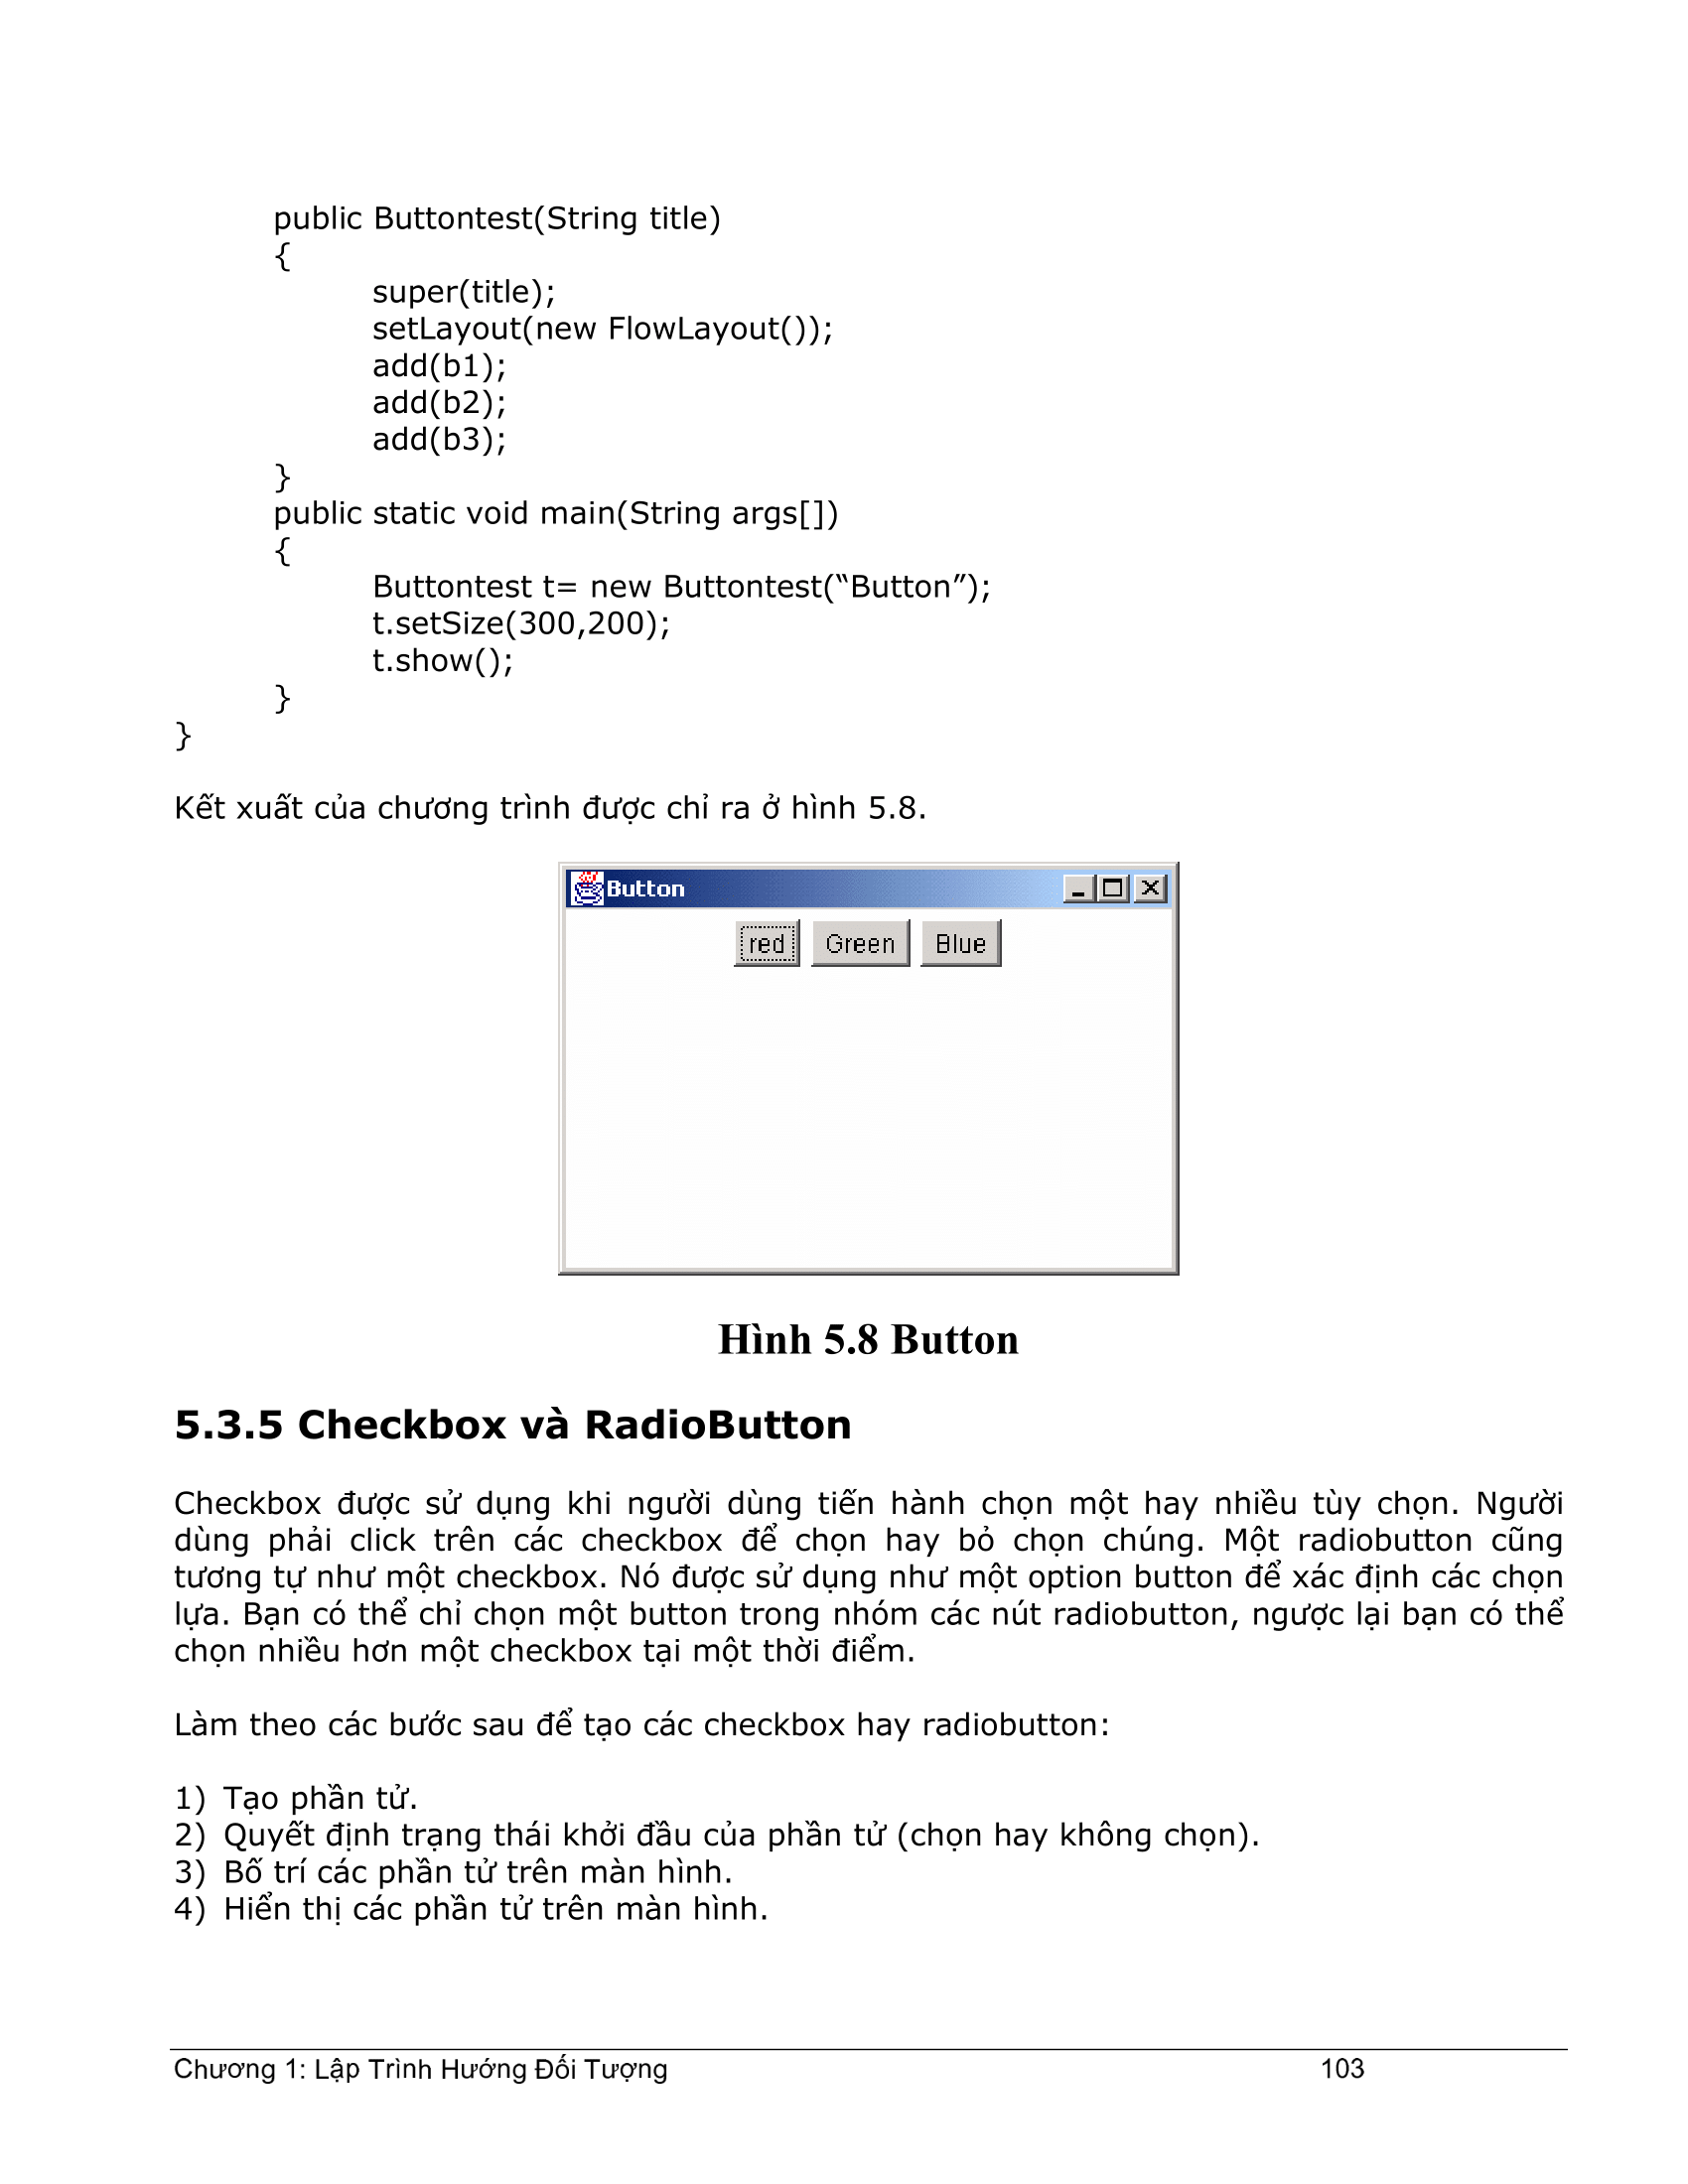 public Buttontest(String title)
{
super(title);
setLayout(new FlowLayout());
add(b1);
add(b2);
add(b3);
}
public static void main(String args[])
{
Buttontest t= new Buttontest(“Button”);
t.setSize(300,200);
t.show();
}
}
Kết xuất của chương trình được chỉ ra ở hình 5.8.
Button
red Green Blue
Hình 5.8 Button
5.3.5 Checkbox và RadioButton
Checkbox được sử dụng khi người dùng tiến hành chọn một hay nhiều tùy chọn. Người
dùng phải click trên các checkbox để chọn hay bỏ chọn chúng. Một radiobutton cũng
tương tự như một checkbox. Nó được sử dụng như một option button để xác định các chọn
lựa. Bạn có thể chỉ chọn một button trong nhóm các nút radiobutton, ngược lại bạn có thể
chọn nhiều hơn một checkbox tại một thời điểm.
Làm theo các bước sau để tạo các checkbox hay radiobutton:
1) Tạo phần tử.
2) Quyết định trạng thái khởi đầu của phần tử (chọn hay không chọn).
3) Bố trí các phần tử trên màn hình.
4) Hiển thị các phần tử trên màn hình.
Chương 1: Lập Trình Hướng Đối Tượng 103